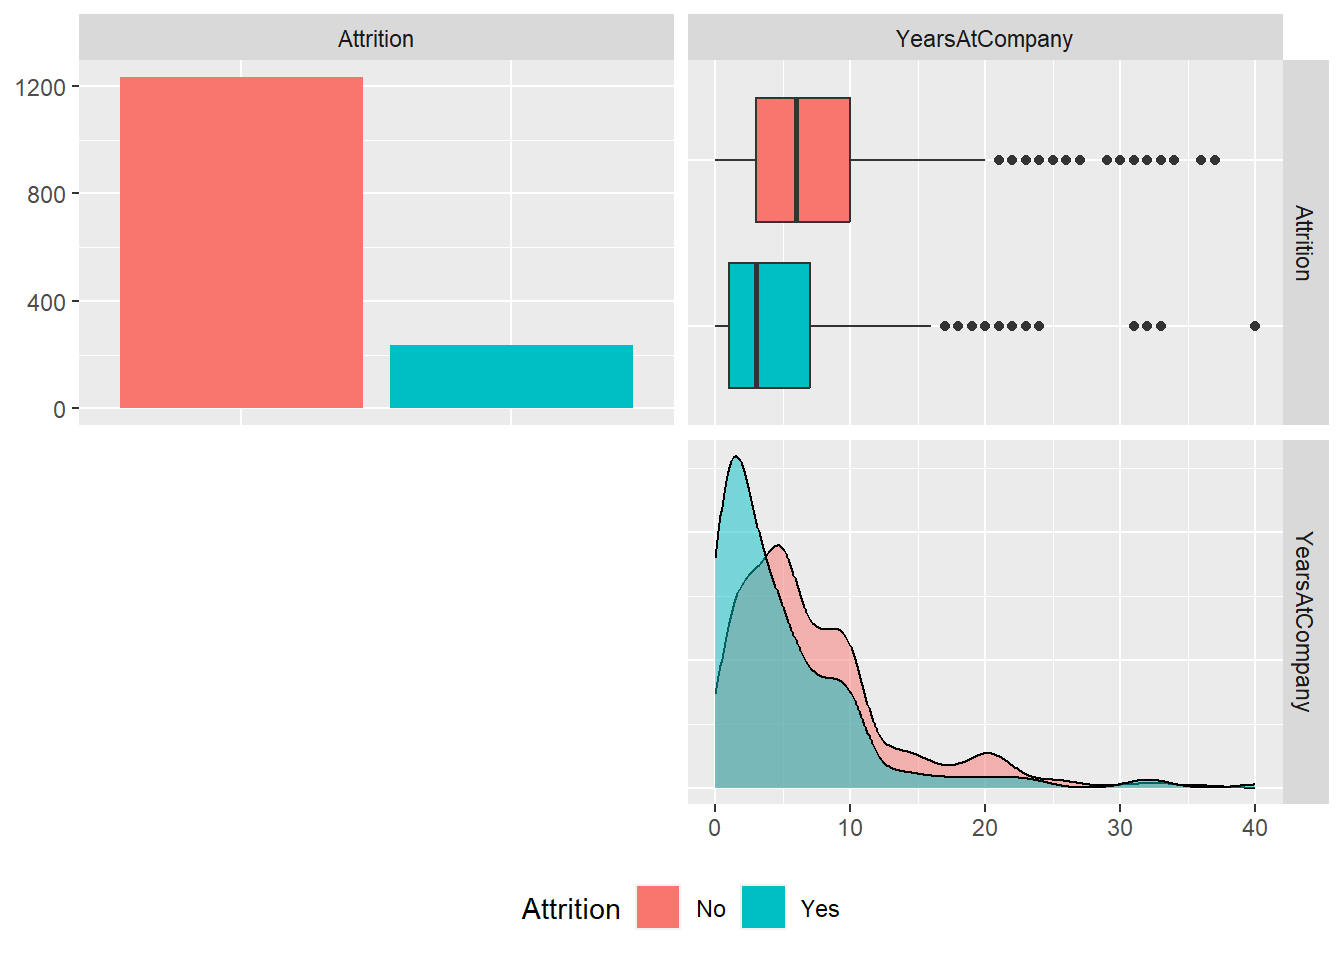 Attrition
YearsAtCompany
1200
800
400
0
Attrition
YearsAtCompany
0 10 20 30 40
Attrition No Yes